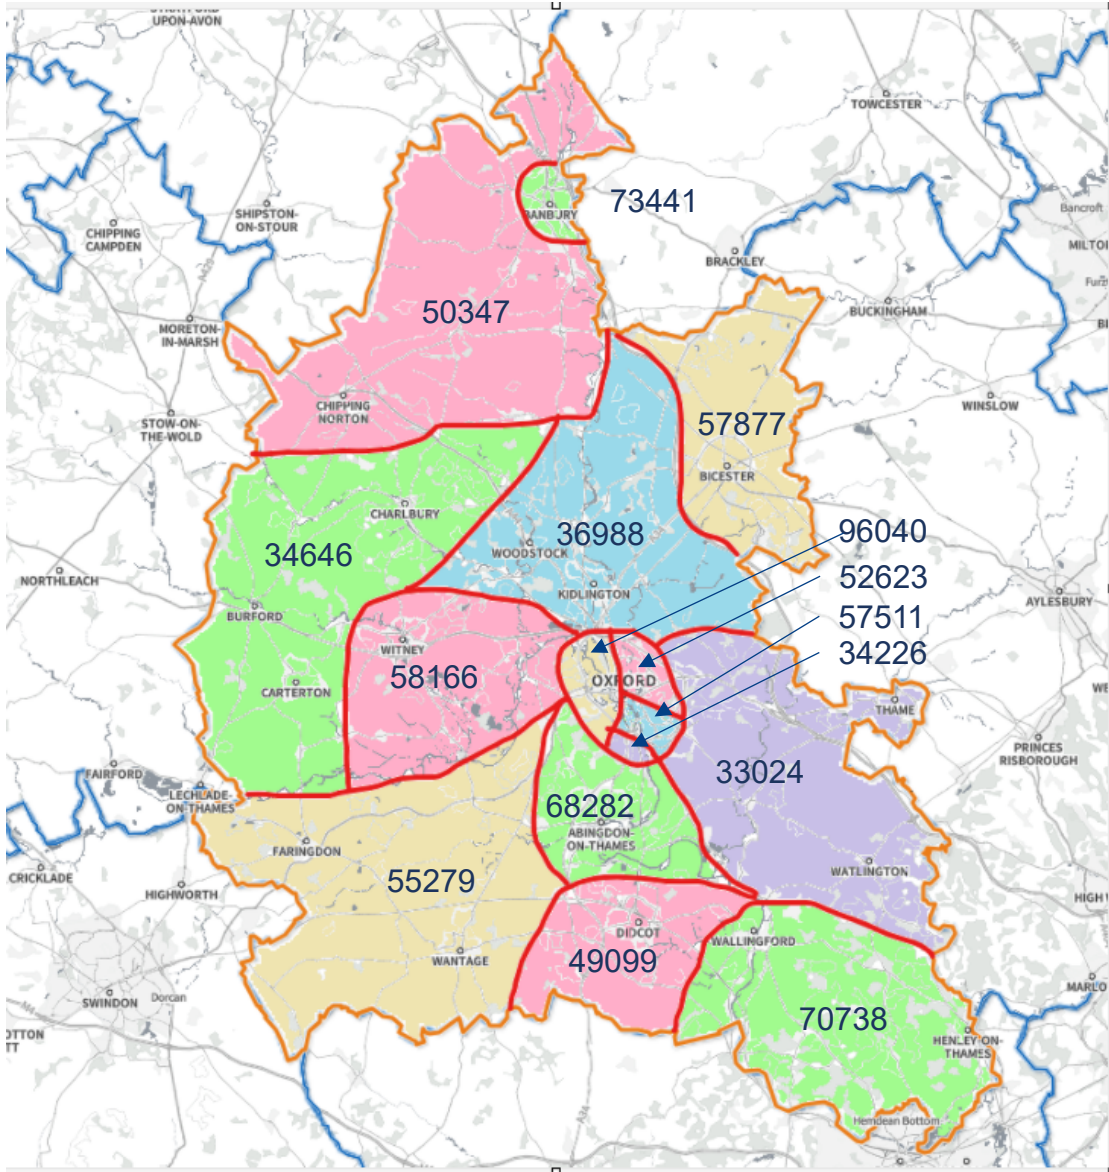 UPON-AVON
TOWCESTER
73441
SHIPSTON-
ON-STOUR
BANBURY
Bancroft
CHIPPING
CAMPDEN
BRACKLEY
50347
BUCKINGHAM
MORETON-
IN-MARSH
CHIPPING
NORTON
WINSLOW
STOW-ON-
THE-WOLD
57877
BICESTER
CHARLBURY
96040
36988
34646
WOODSTOCK
NORTHLEACH
52623
KIDLINGTON
AYLESBURY
BURFORD
57511
WITNEY
34226
58166
OXFORD
CARTERTON
THAME
PRINCES
RISBOROUGH
FAIRFORD
33024
LECHLADE-
ON-THAMES
68282
ABINGDON-
ON-THAMES
FARINGDON
WATLINGTON
CRICKLADE
55279
HIGHWORTH
DIDCOT
WALLINGFORD
WANTAGE
49099
SWINDON
Dorcan
M4
70738
HENLEY-ON-
THAMES
A34
Hemdean Bottom